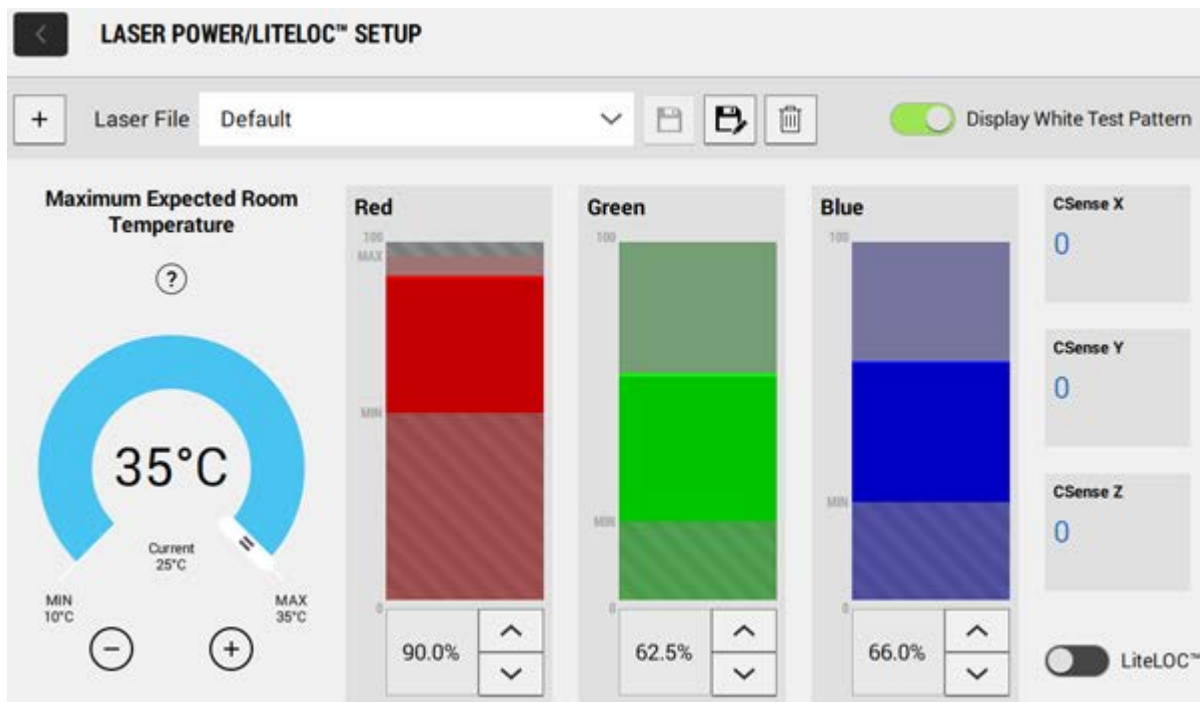 LASER POWER/LITELOC™ SETUP
+ Laser File Default
Display White Test Pattern
Maximum Expected Room
Temperature
?
35°C
Current
25°C
MIN
10°C
MAX
35°C
Red
100
MAX
MIN
0
90.0%
Green
100
MIN
0
62.5%
Blue
100
MIN
0
66.0%
CSense X
0
CSense Y
0
CSense Z
0
LiteLOC™